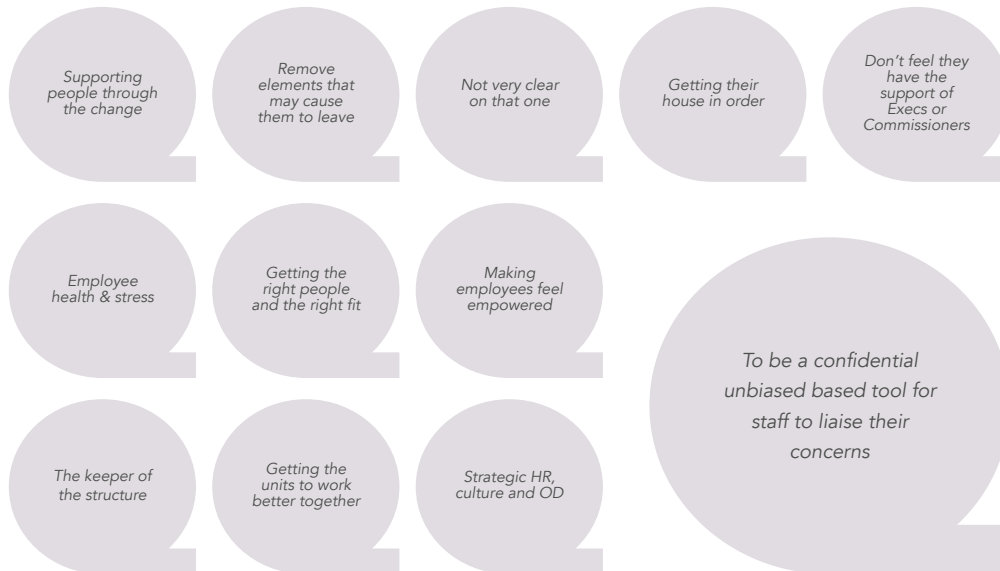 Supporting
people through
the change
Remove
elements that
may cause
them to leave
Not very clear
on that one
Getting their
house in order
Don't feel they
have the
support of
Execs or
Commissioners
Employee
health & stress
Getting the
right people
and the right fit
Making
employees feel
empowered
To be a confidential
unbiased based tool for
staff to liaise their
concerns
The keeper of
the structure
Getting the
units to work
better together
Strategic HR,
culture and OD